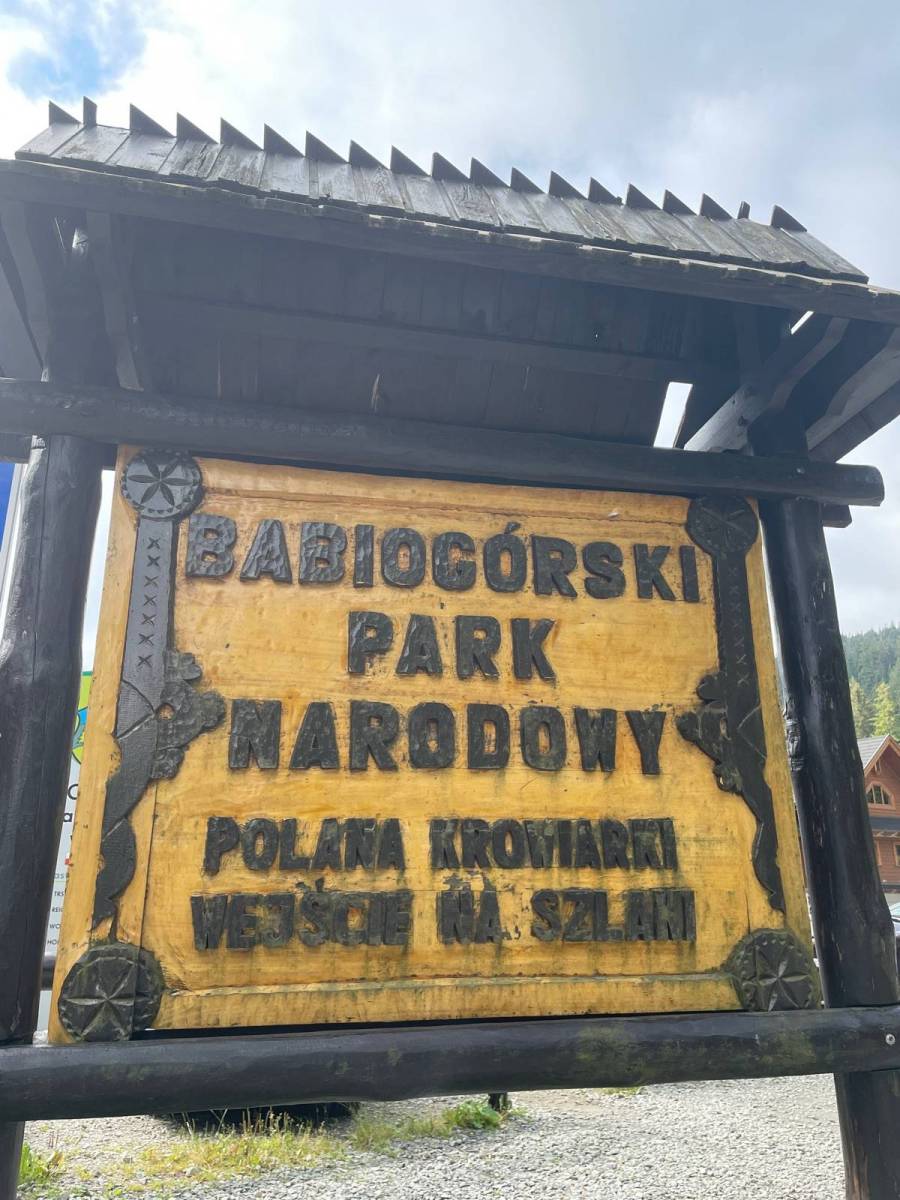 BABIOGÓRSKI
PARK
NARODOWY
POLANA KROWIARKI
WEJŚCIE NA SZLAKI